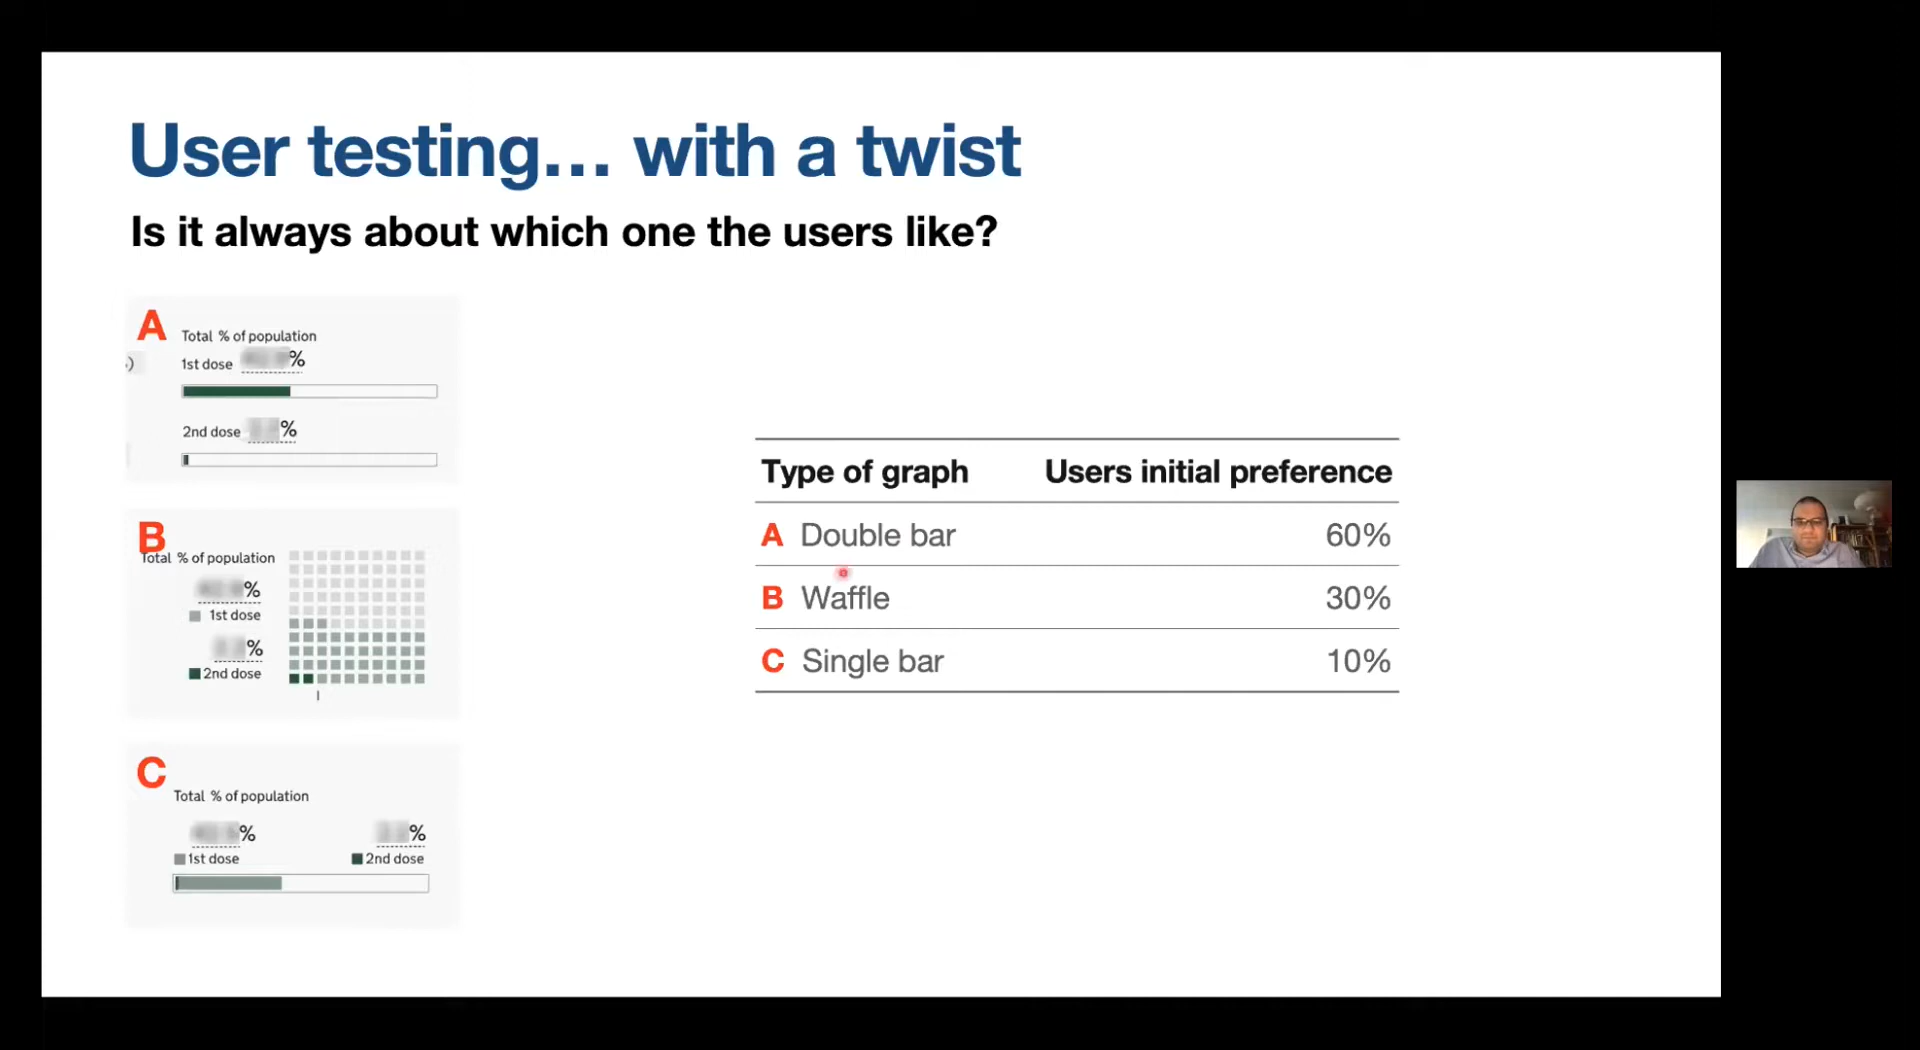 User testing... with a twist
Is it always about which one the users like?
A
Total % of population
1st dose %
2nd dose %
B
Total % of population
%
1st dose
%
2nd dose
C
Total % of population
% %
1st dose 2nd dose
Type of graph Users initial preference
A Double bar 60%
B Waffle 30%
C Single bar 10%